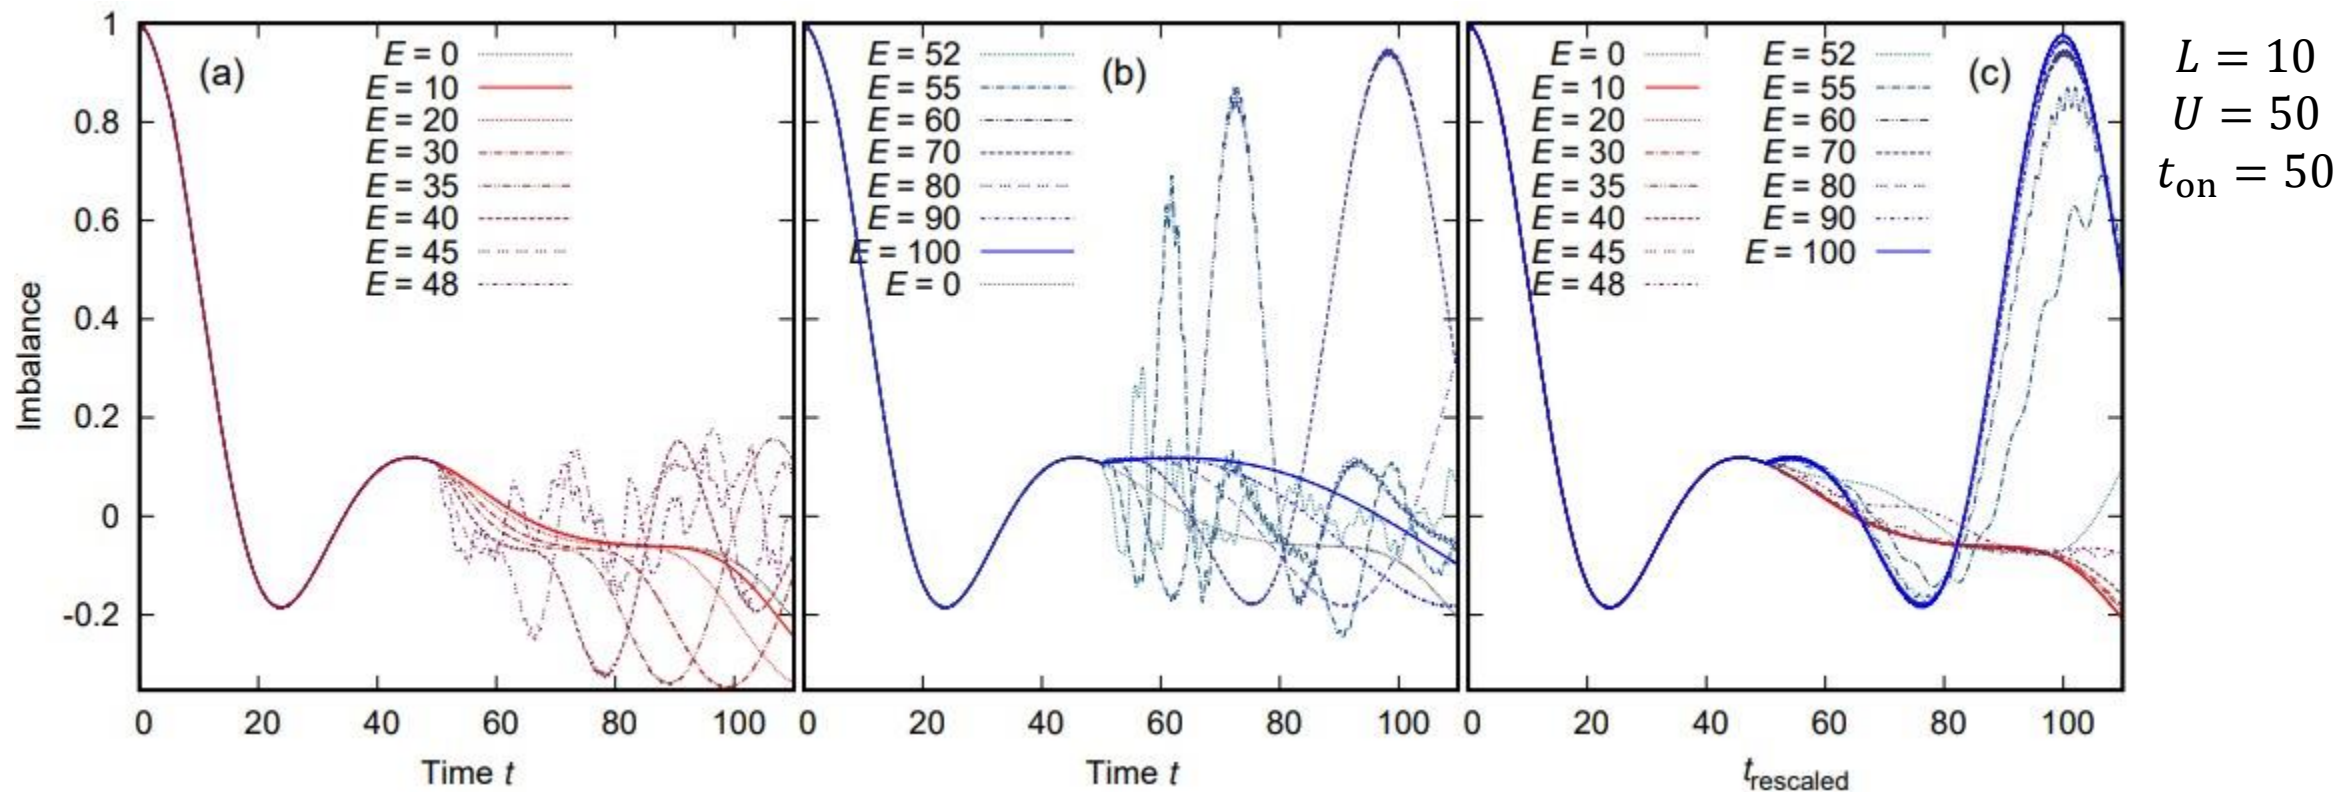 1
0.8
0.6
0.4
0.2
0
-0.2
Imbalance
(a)
E = 0
E = 10
E = 20
E = 30
E = 35
E = 40
E = 45
E = 48
0 20 40 60 80 100
Time t
(b)
E = 52
E = 55
E = 60
E = 70
E = 80
E = 90
E = 100
E = 0
0 20 40 60 80 100
Time t
(c)
E = 0
E = 10
E = 20
E = 30
E = 35
E = 40
E = 45
E = 48
E = 52
E = 55
E = 60
E = 70
E = 80
E = 90
E = 100
0 20 40 60 80 100
t_rescaled
L = 10
U = 50
t_on = 50